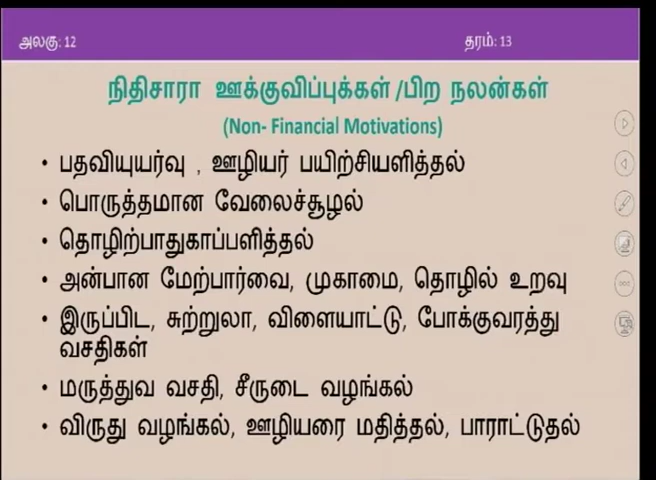 அலகு: 12
தரம்: 13
நிதிசாரா ஊக்குவிப்புக்கள் /பிற நலன்கள்
(Non- Financial Motivations)
• பதவியுயர்வு , ஊழியர் பயிற்சியளித்தல்
• பொருத்தமான வேலைச்சூழல்
• தொழிற்பாதுகாப்பளித்தல்
• அன்பான மேற்பார்வை, முகாமை, தொழில் உறவு
• இருப்பிட, சுற்றுலா, விளையாட்டு, போக்குவரத்து
வசதிகள்
• மருத்துவ வசதி, சீருடை வழங்கல்
• விருது வழங்கல், ஊழியரை மதித்தல், பாராட்டுதல்